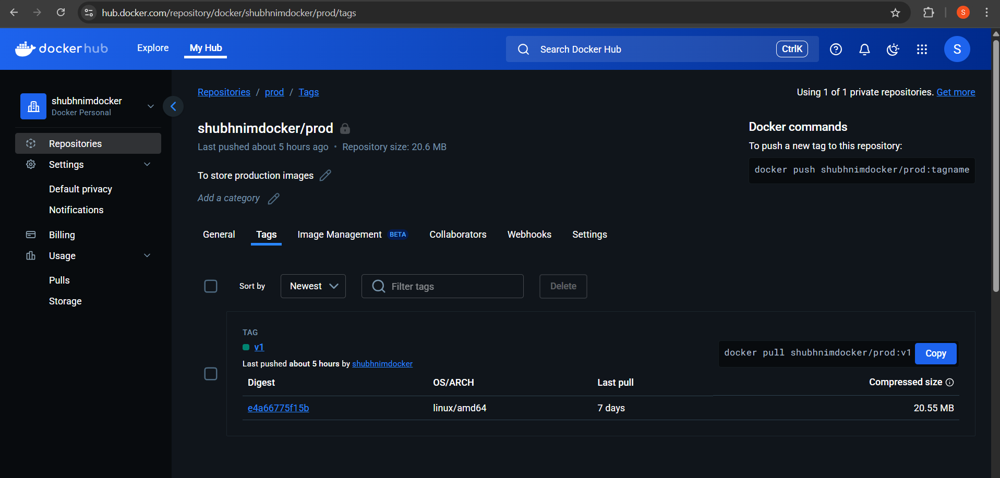 hub.docker.com/repository/docker/shubhnimdocker/prod/tags
S
dockerhub
Explore
My Hub
Search Docker Hub
CtrlK
S
shubhnimdocker
Docker Personal
Repositories
Settings
Default privacy
Notifications
Billing
Usage
Pulls
Storage
Repositories / prod / Tags
Using 1 of 1 private repositories. Get more
shubhnimdocker/prod
Last pushed about 5 hours ago • Repository size: 20.6 MB
To store production images
Add a category
Docker commands
To push a new tag to this repository:
docker push shubhnimdocker/prod:tagname
General
Tags
Image Management BETA
Collaborators
Webhooks
Settings
Sort by
Newest
Filter tags
Delete
TAG
v1
Last pushed about 5 hours by shubhnimdocker
docker pull shubhnimdocker/prod:v1
Copy
Digest OS/ARCH Last pull Compressed size
e4a66775f15b linux/amd64 7 days 20.55 MB